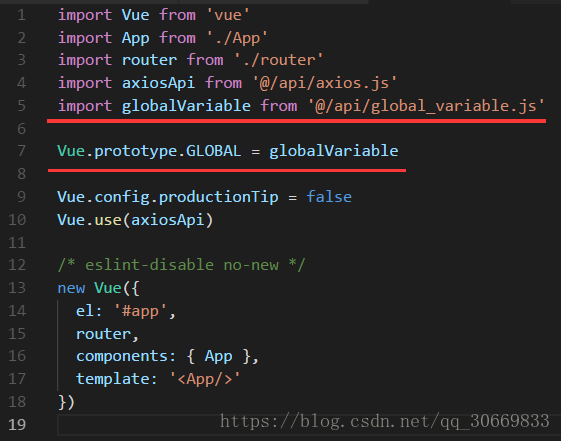 1 import Vue from 'vue'
2 import App from './App'
3 import router from './router'
4 import axiosApi from '@/api/axios.js'
5 import globalVariable from '@/api/global_variable.js'
6
7 Vue.prototype.GLOBAL = globalVariable
8
9 Vue.config.productionTip = false
10 Vue.use(axiosApi)
11
12 /* eslint-disable no-new */
13 new Vue({
14   el: '#app',
15   router,
16   components: { App },
17   template: '<App/>'
18 })
19 https://blog.csdn.net/qq_30669833